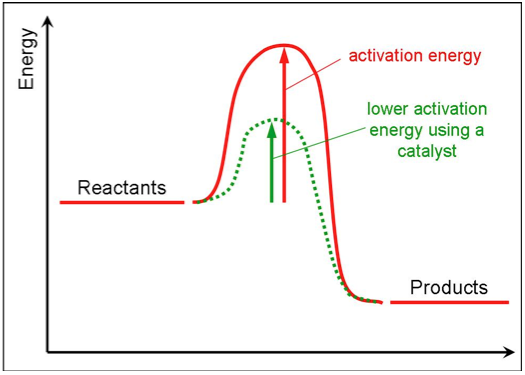 Energy
activation energy
lower activation
energy using a
catalyst
Reactants
Products